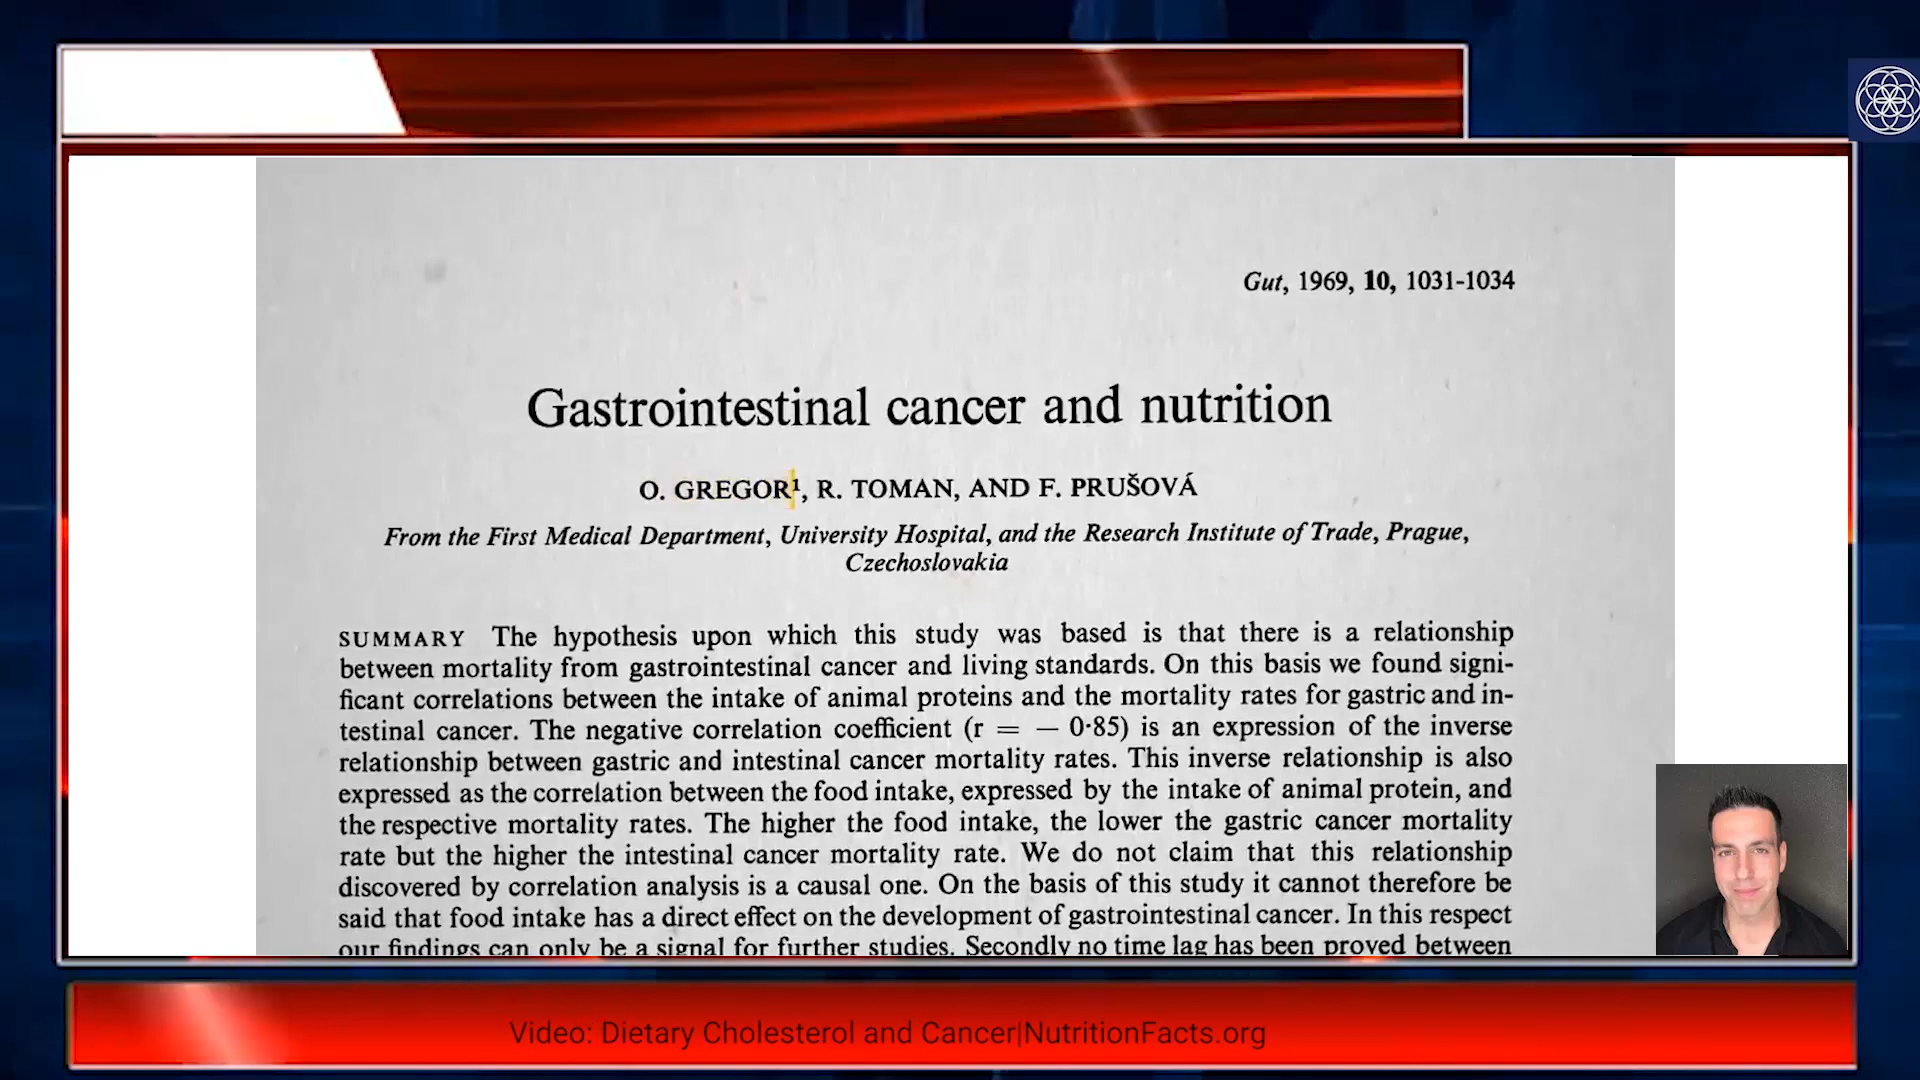 Gut, 1969, 10, 1031-1034
Gastrointestinal cancer and nutrition
O. GREGOR¹, R. TOMAN, AND F. PRUŠOVÁ
From the First Medical Department, University Hospital, and the Research Institute of Trade, Prague,
Czechoslovakia
SUMMARY The hypothesis upon which this study was based is that there is a relationship
between mortality from gastrointestinal cancer and living standards. On this basis we found signi-
ficant correlations between the intake of animal proteins and the mortality rates for gastric and in-
testinal cancer. The negative correlation coefficient (r = — 0·85) is an expression of the inverse
relationship between gastric and intestinal cancer mortality rates. This inverse relationship is also
expressed as the correlation between the food intake, expressed by the intake of animal protein, and
the respective mortality rates. The higher the food intake, the lower the gastric cancer mortality
rate but the higher the intestinal cancer mortality rate. We do not claim that this relationship
discovered by correlation analysis is a causal one. On the basis of this study it cannot therefore be
said that food intake has a direct effect on the development of gastrointestinal cancer. In this respect
our findings can only be a signal for further studies. Secondly no time lag has been proved between
Video: Dietary Cholesterol and Cancer|NutritionFacts.org